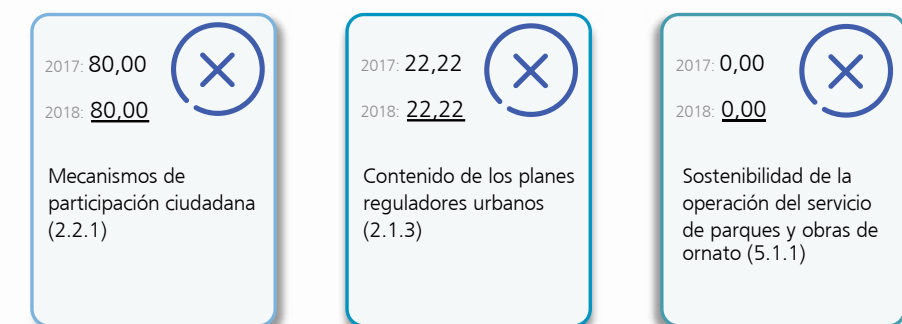 2017: 80,00
2018: 80,00
Mecanismos de
participación ciudadana
(2.2.1)
2017: 22,22
2018: 22,22
Contenido de los planes
reguladores urbanos
(2.1.3)
2017: 0,00
2018: 0,00
Sostenibilidad de la
operación del servicio
de parques y obras de
ornato (5.1.1)